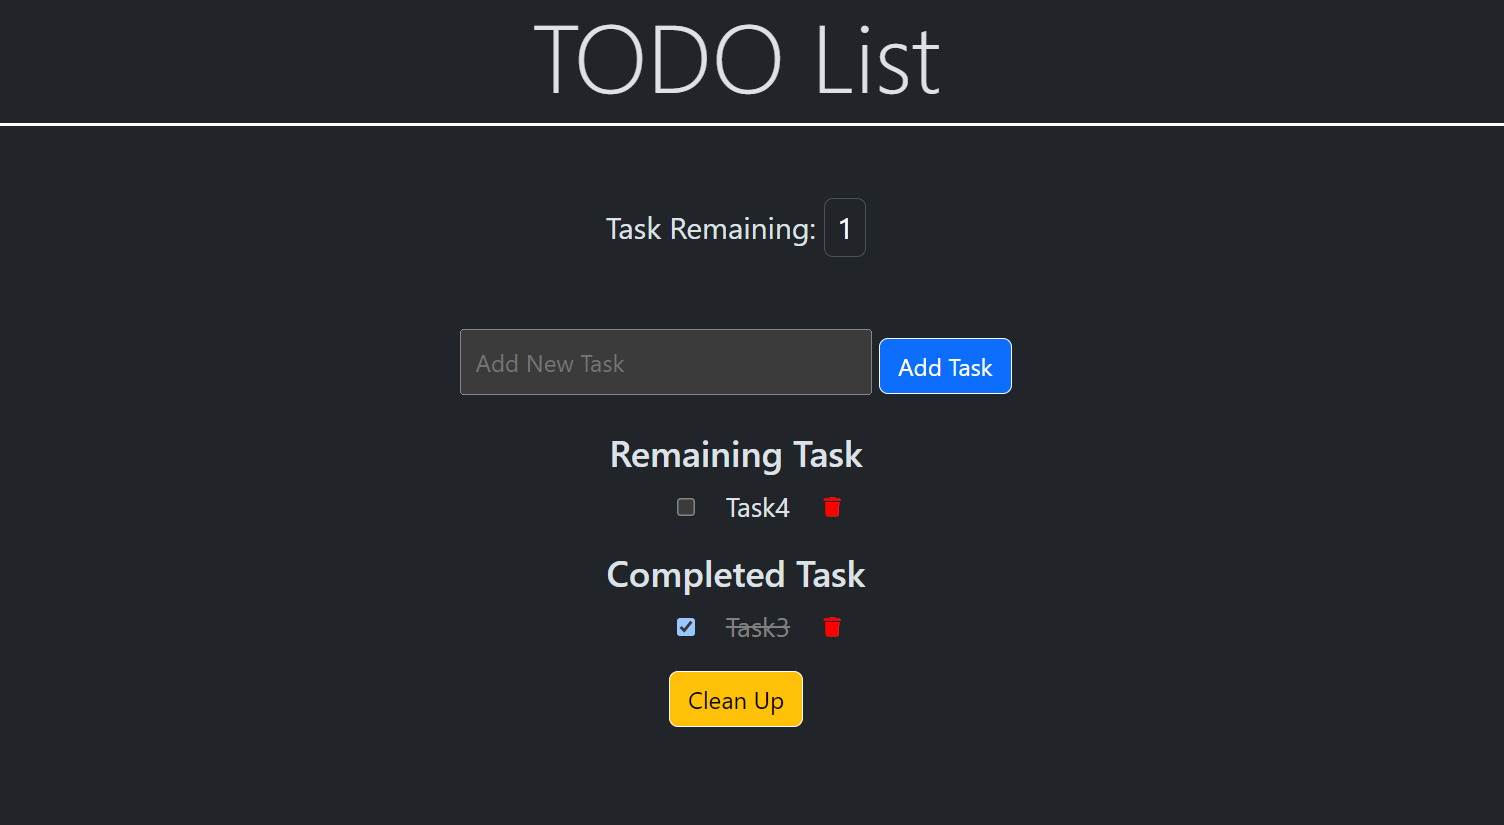 TODO List
Task Remaining: 1
Add New Task
Add Task
Remaining Task
Task4
Completed Task
Task3
Clean Up